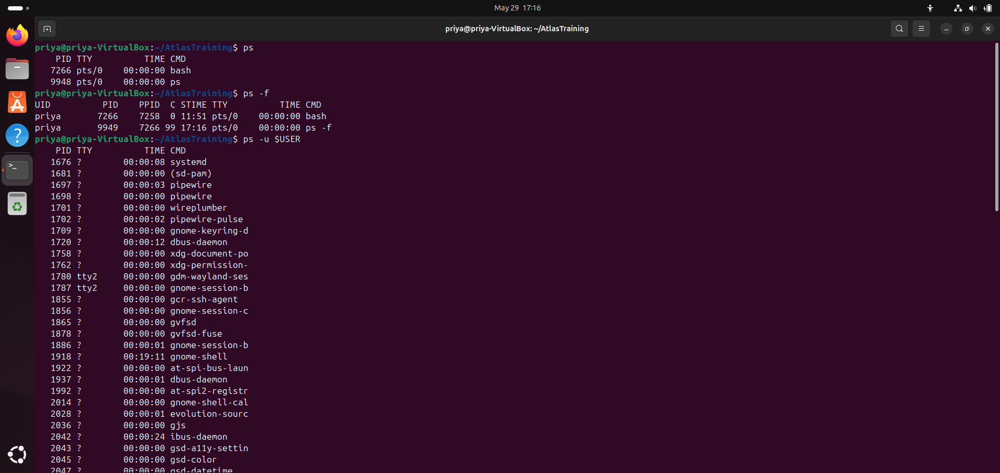 May 29 17:16
priya@priya-VirtualBox: ~/AtlasTraining
priya@priya-VirtualBox:~/AtlasTraining$ ps
    PID TTY          TIME CMD
   7266 pts/0    00:00:00 bash
   9948 pts/0    00:00:00 ps
priya@priya-VirtualBox:~/AtlasTraining$ ps -f
UID          PID    PPID  C STIME TTY          TIME CMD
priya       7266    7258  0 11:51 pts/0    00:00:00 bash
priya       9949    7266 99 17:16 pts/0    00:00:00 ps -f
priya@priya-VirtualBox:~/AtlasTraining$ ps -u $USER
    PID TTY          TIME CMD
   1676 ?        00:00:08 systemd
   1681 ?        00:00:00 (sd-pam)
   1697 ?        00:00:03 pipewire
   1698 ?        00:00:00 pipewire
   1701 ?        00:00:00 wireplumber
   1702 ?        00:00:02 pipewire-pulse
   1709 ?        00:00:00 gnome-keyring-d
   1720 ?        00:00:12 dbus-daemon
   1758 ?        00:00:00 xdg-document-po
   1762 ?        00:00:00 xdg-permission-
   1780 tty2     00:00:00 gdm-wayland-ses
   1787 tty2     00:00:00 gnome-session-b
   1855 ?        00:00:00 gcr-ssh-agent
   1856 ?        00:00:00 gnome-session-c
   1865 ?        00:00:00 gvfsd
   1878 ?        00:00:00 gvfsd-fuse
   1886 ?        00:00:01 gnome-session-b
   1918 ?        00:19:11 gnome-shell
   1922 ?        00:00:00 at-spi-bus-laun
   1937 ?        00:00:01 dbus-daemon
   1992 ?        00:00:00 at-spi2-registr
   2014 ?        00:00:00 gnome-shell-cal
   2028 ?        00:00:01 evolution-sourc
   2036 ?        00:00:00 gjs
   2042 ?        00:00:24 ibus-daemon
   2043 ?        00:00:00 gsd-a11y-settin
   2045 ?        00:00:00 gsd-color
   2047 ?        00:00:00 gsd-datetime